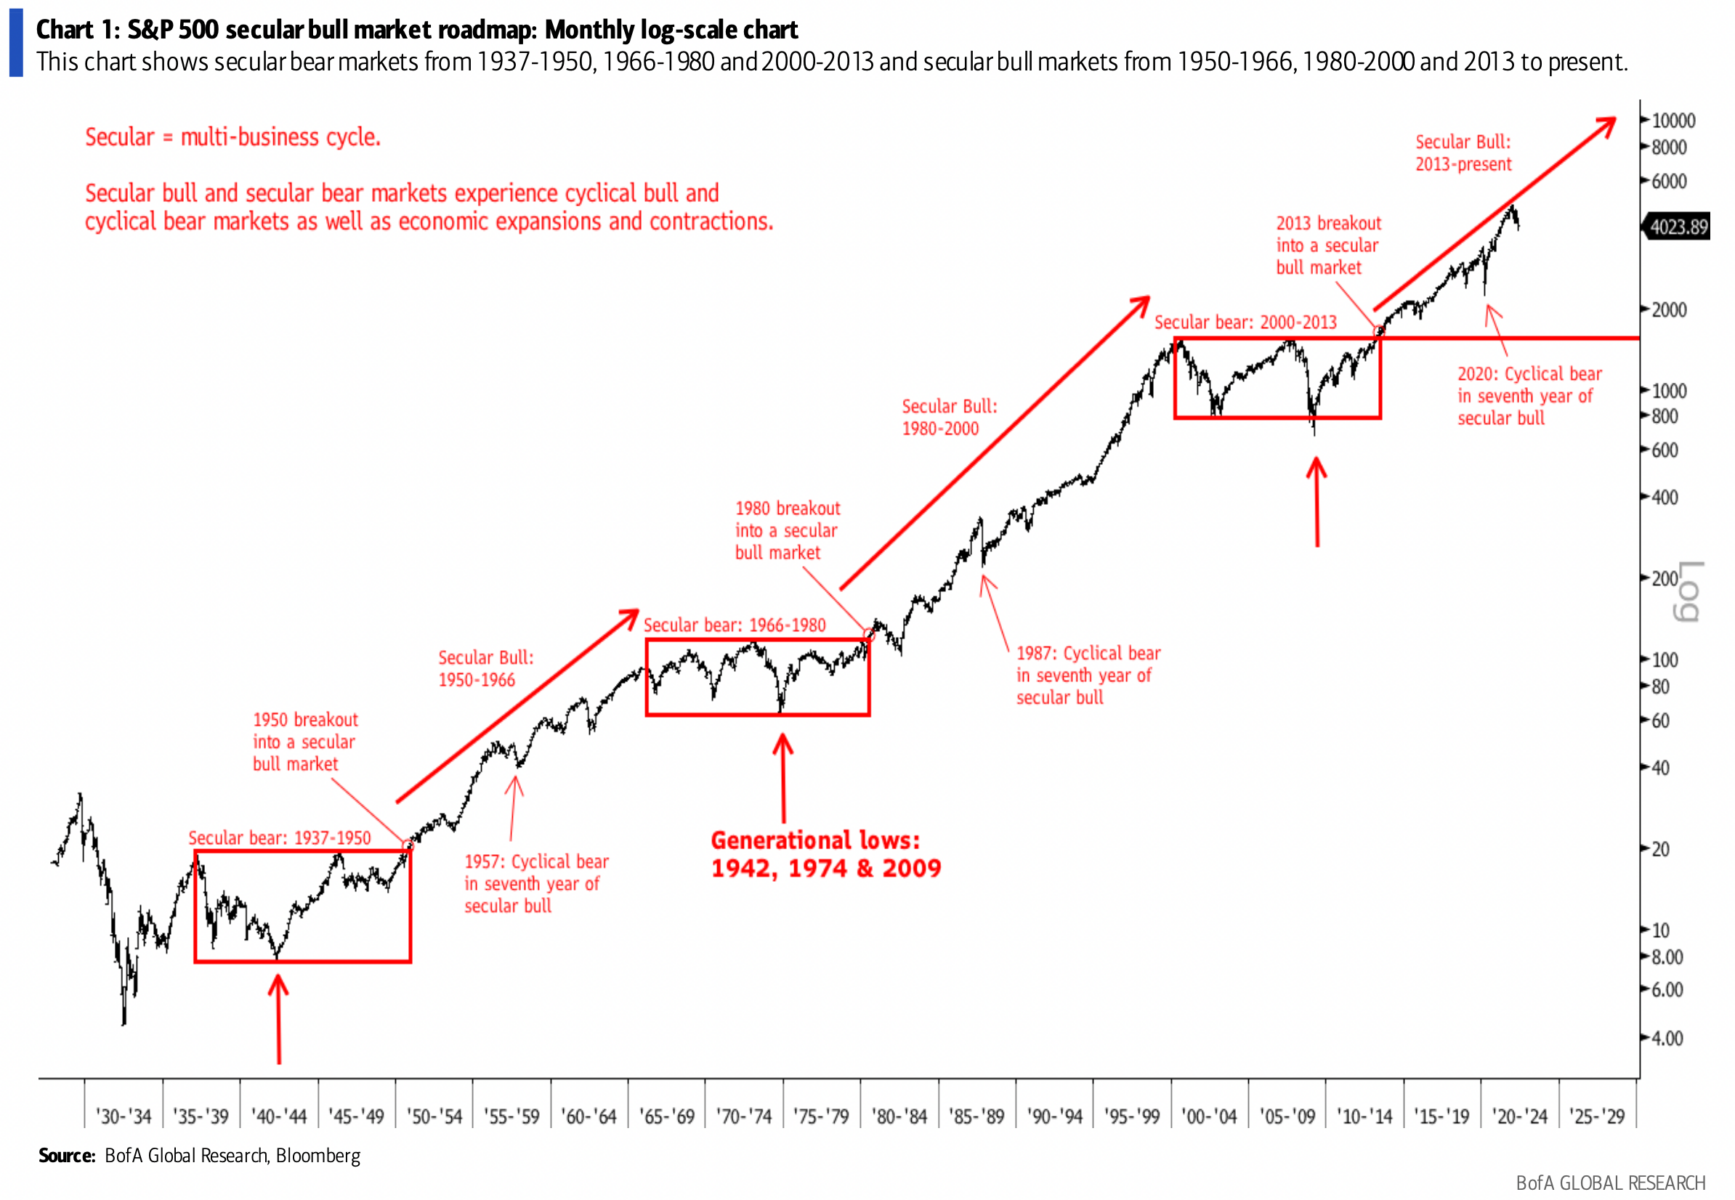 Chart 1: S&P 500 secular bull market roadmap: Monthly log-scale chart
This chart shows secular bear markets from 1937-1950, 1966-1980 and 2000-2013 and secular bull markets from 1950-1966, 1980-2000 and 2013 to present.
Secular = multi-business cycle.
Secular bull and secular bear markets experience cyclical bull and
cyclical bear markets as well as economic expansions and contractions.
Secular Bull:
2013-present
2013 breakout
into a secular
bull market
Secular bear: 2000-2013
2020: Cyclical bear
in seventh year of
secular bull
Secular Bull:
1980-2000
1980 breakout
into a secular
bull market
Secular bear: 1966-1980
1987: Cyclical bear
in seventh year of
secular bull
Secular Bull:
1950-1966
1950 breakout
into a secular
bull market
Secular bear: 1937-1950
1957: Cyclical bear
in seventh year of
secular bull
Generational lows:
1942, 1974 & 2009
10000
8000
6000
4023.89
2000
1000
800
600
400
200
100
80
60
40
20
10
8.00
6.00
4.00
Log
'30-'34 '35-'39 '40-'44 '45-'49 '50-'54 '55-'59 '60-'64 '65-'69 '70-'74 '75-'79 '80-'84 '85-'89 '90-'94 '95-'99 '00-'04 '05-'09 '10-'14 '15-'19 '20-'24 '25-'29
Source: BofA Global Research, Bloomberg
BofA GLOBAL RESEARCH